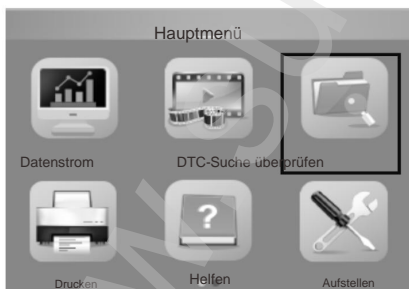 Hauptmenü
Datenstrom
DTC-Suche überprüfen
Drucken
Helfen
Aufstellen